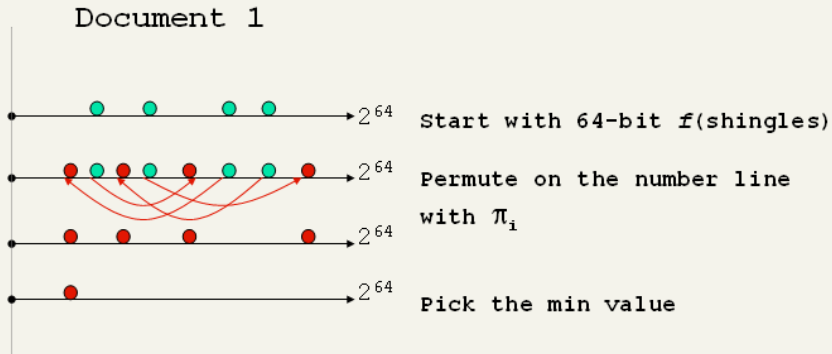 Document 1
2^64 Start with 64-bit f(shingles)
2^64 Permute on the number line
with π_i
2^64
2^64 Pick the min value